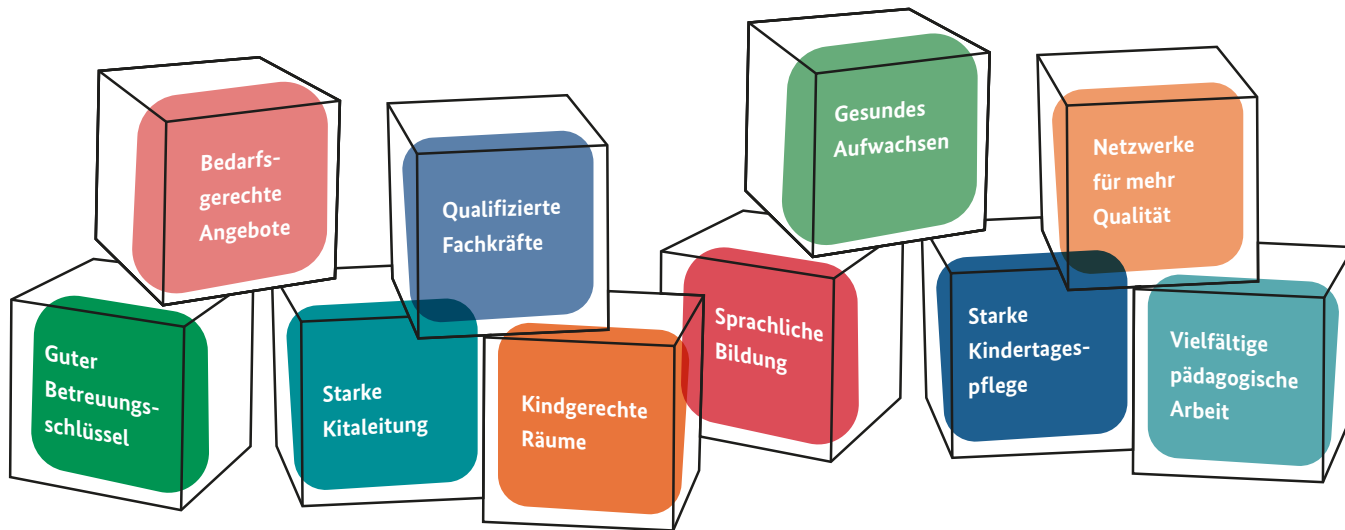 Bedarfs-
gerechte
Angebote
Qualifizierte
Fachkräfte
Gesundes
Aufwachsen
Netzwerke
für mehr
Qualität
Guter
Betreuungs-
schlüssel
Starke
Kitaleitung
Kindgerechte
Räume
Sprachliche
Bildung
Starke
Kindertages-
pflege
Vielfältige
pädagogische
Arbeit